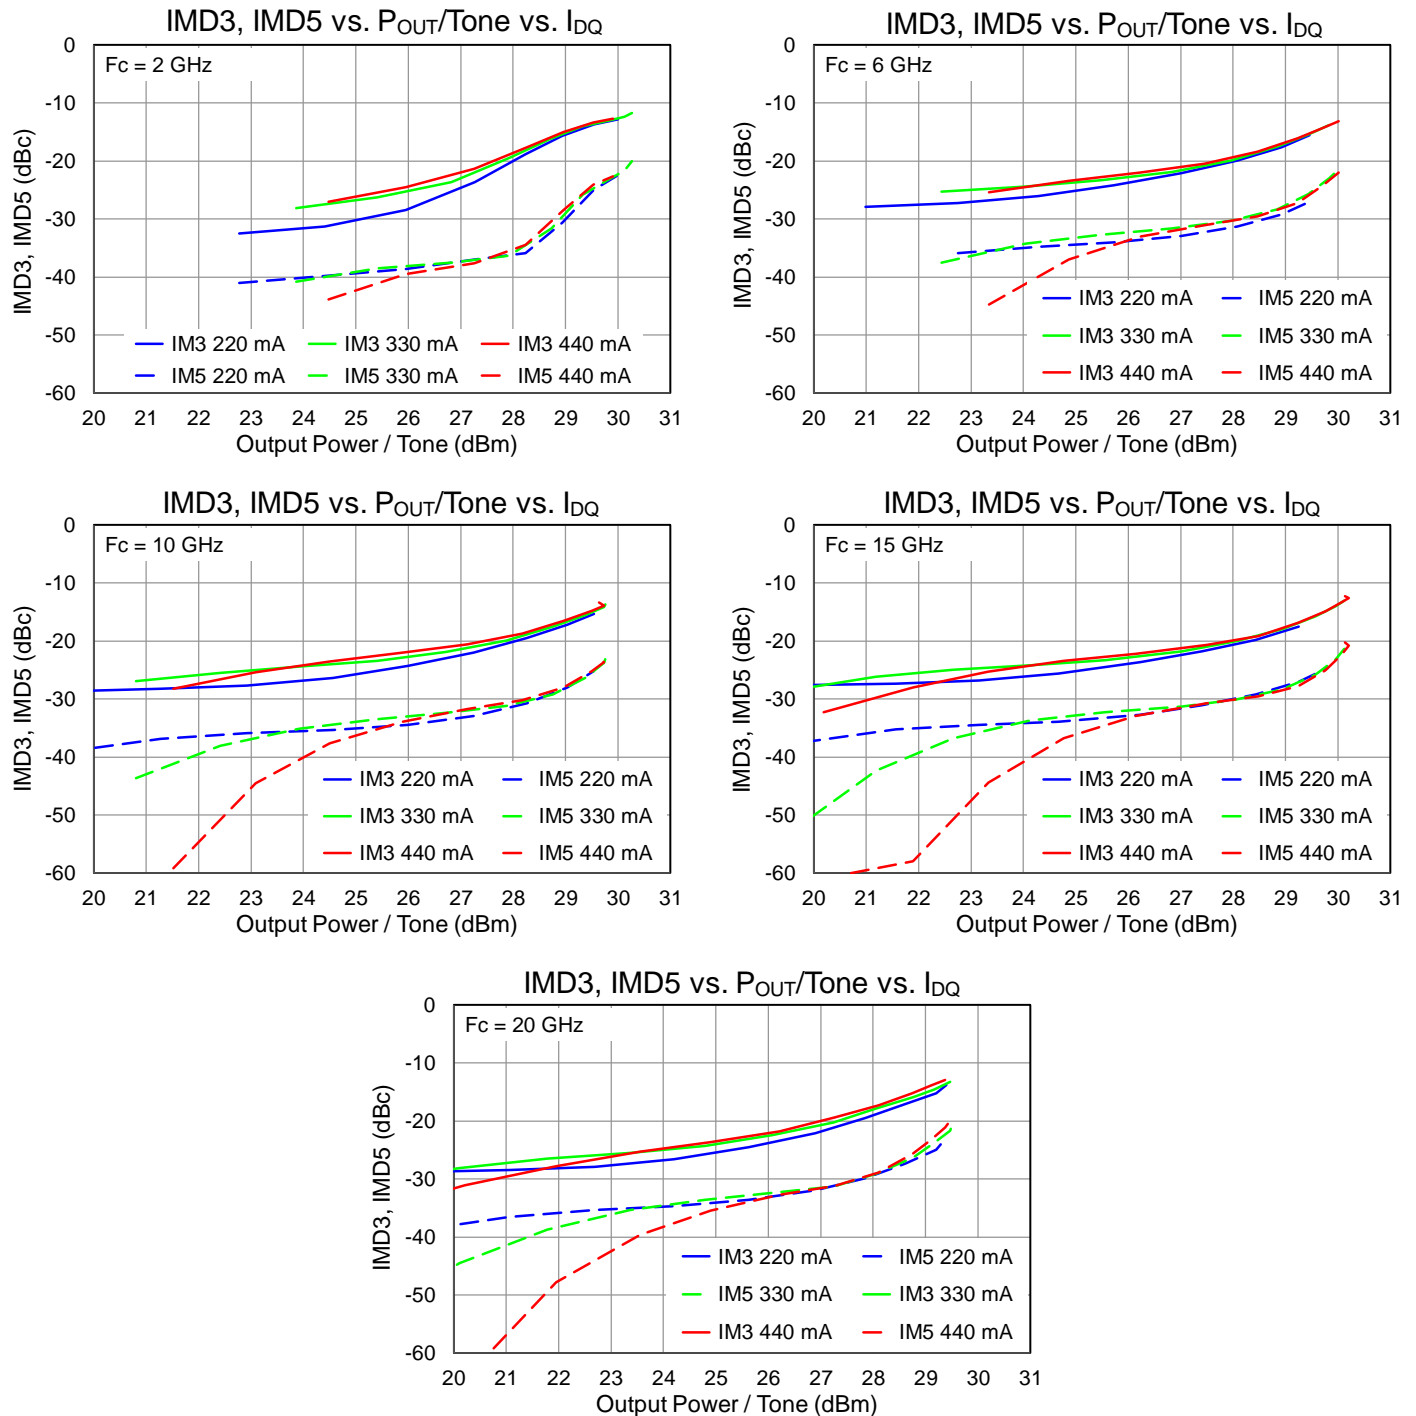 IMD3, IMD5 vs. POUT/Tone vs. IDQ
Fc = 2 GHz
IMD3, IMD5 (dBc)
0
-10
-20
-30
-40
-50
-60
IM3 220 mA IM3 330 mA IM3 440 mA
IM5 220 mA IM5 330 mA IM5 440 mA
20 21 22 23 24 25 26 27 28 29 30 31
Output Power / Tone (dBm)
IMD3, IMD5 vs. POUT/Tone vs. IDQ
Fc = 6 GHz
IMD3, IMD5 (dBc)
0
-10
-20
-30
-40
-50
-60
IM3 220 mA IM5 220 mA
IM3 330 mA IM5 330 mA
IM3 440 mA IM5 440 mA
20 21 22 23 24 25 26 27 28 29 30 31
Output Power / Tone (dBm)
IMD3, IMD5 vs. POUT/Tone vs. IDQ
Fc = 10 GHz
IMD3, IMD5 (dBc)
0
-10
-20
-30
-40
-50
-60
IM3 220 mA IM5 220 mA
IM3 330 mA IM5 330 mA
IM3 440 mA IM5 440 mA
20 21 22 23 24 25 26 27 28 29 30 31
Output Power / Tone (dBm)
IMD3, IMD5 vs. POUT/Tone vs. IDQ
Fc = 15 GHz
IMD3, IMD5 (dBc)
0
-10
-20
-30
-40
-50
-60
IM3 220 mA IM5 220 mA
IM3 330 mA IM5 330 mA
IM3 440 mA IM5 440 mA
20 21 22 23 24 25 26 27 28 29 30 31
Output Power / Tone (dBm)
IMD3, IMD5 vs. POUT/Tone vs. IDQ
Fc = 20 GHz
IMD3, IMD5 (dBc)
0
-10
-20
-30
-40
-50
-60
IM3 220 mA IM5 220 mA
IM5 330 mA IM3 330 mA
IM3 440 mA IM5 440 mA
20 21 22 23 24 25 26 27 28 29 30 31
Output Power / Tone (dBm)